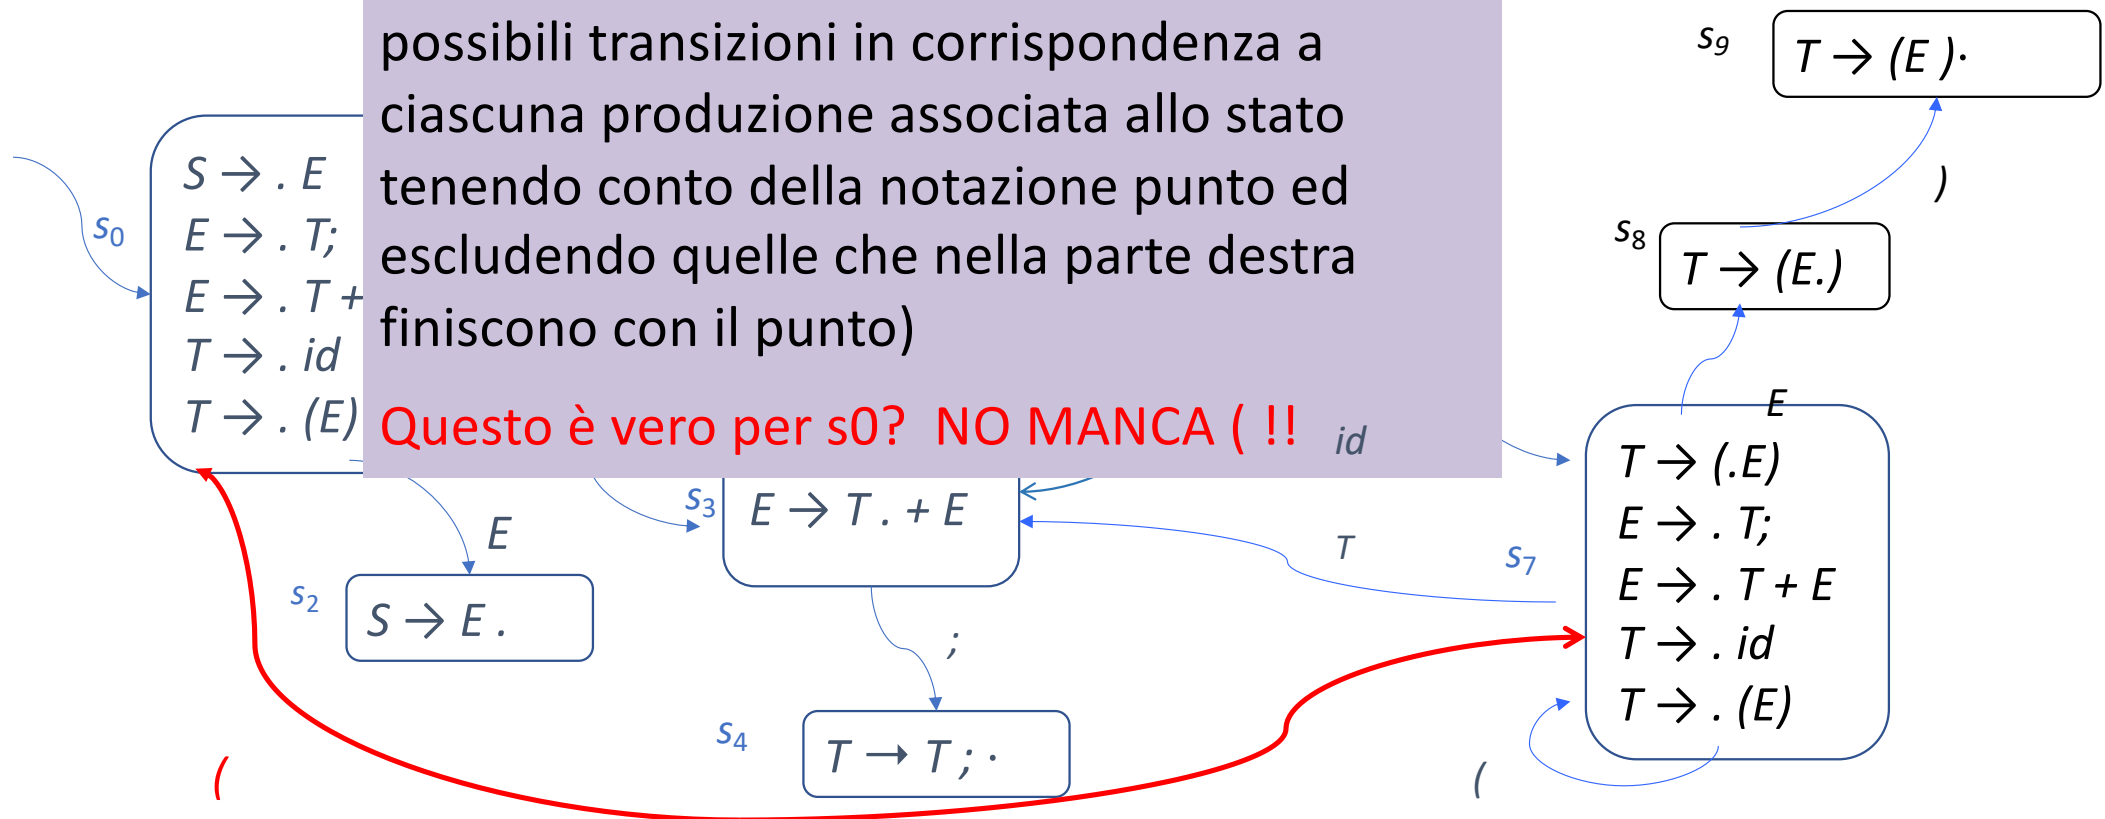 possibili transizioni in corrispondenza a
ciascuna produzione associata allo stato
tenendo conto della notazione punto ed
escludendo quelle che nella parte destra
finiscono con il punto)
Questo è vero per s0? NO MANCA ( !!
id
s0
S → . E
E → . T;
E → . T +
T → . id
T → . (E)
E
s2
S → E .
s3
E → T . + E
;
s4
T → T ; ·
(
T
s9
T → (E )·
)
s8
T → (E.)
E
s7
T → (.E)
E → . T;
E → . T + E
T → . id
T → . (E)
(